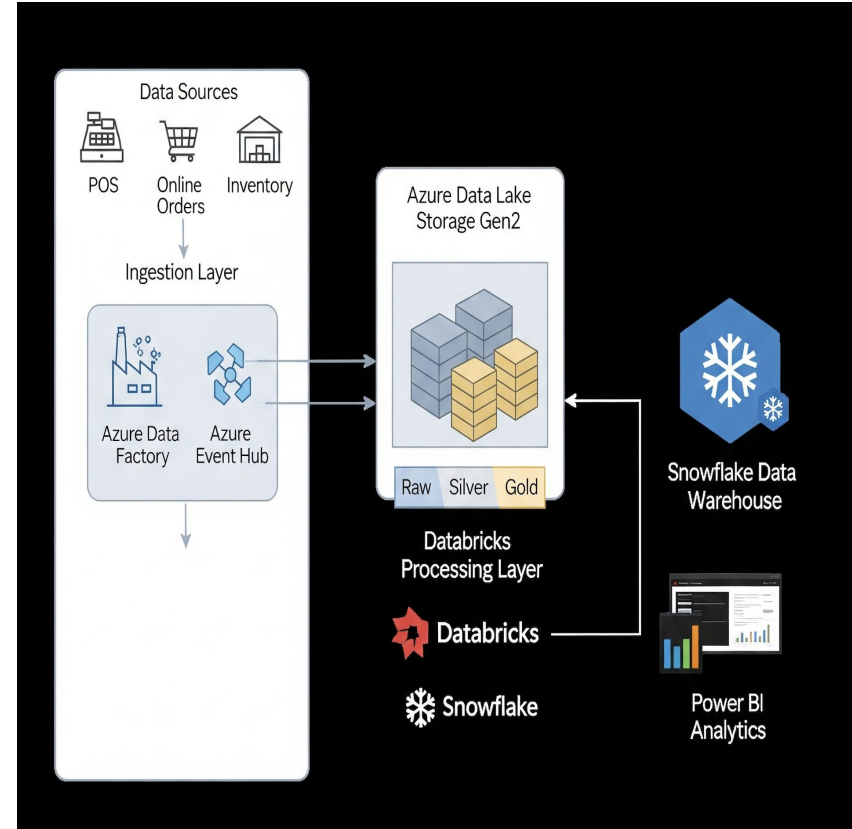 Data Sources
POS
Online
Orders
Inventory
Ingestion Layer
Azure Data
Factory
Azure
Event Hub
Azure Data Lake
Storage Gen2
Raw
Silver
Gold
Databricks
Processing Layer
Databricks
Snowflake
Snowflake Data
Warehouse
Power BI
Analytics